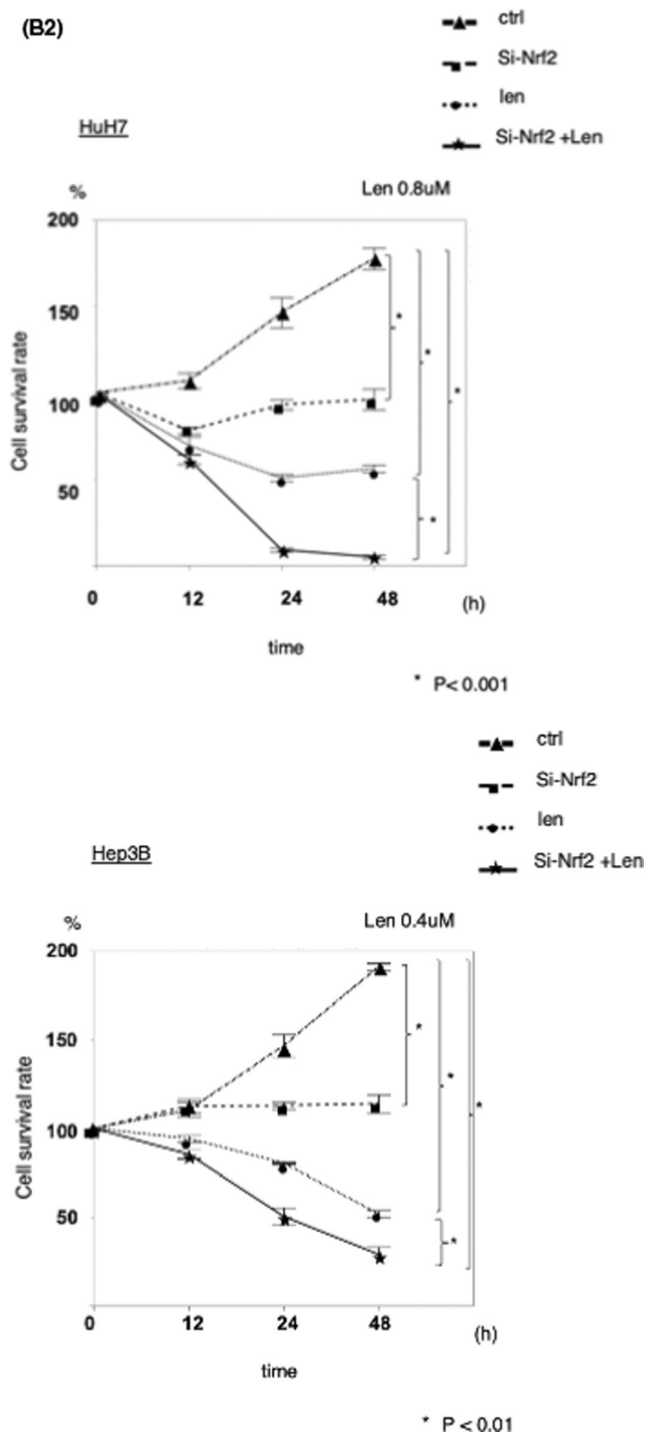 (B2)
ctrl
Si-Nrf2
len
Si-Nrf2 +Len
HuH7
% Len 0.8uM
200
150
100
50
Cell survival rate
* * * *
0 12 24 48 (h)
time
* P< 0.001
ctrl
Si-Nrf2
len
Si-Nrf2 +Len
Hep3B
% Len 0.4uM
200
150
100
50
Cell survival rate
* * * *
0 12 24 48 (h)
time
* P < 0.01